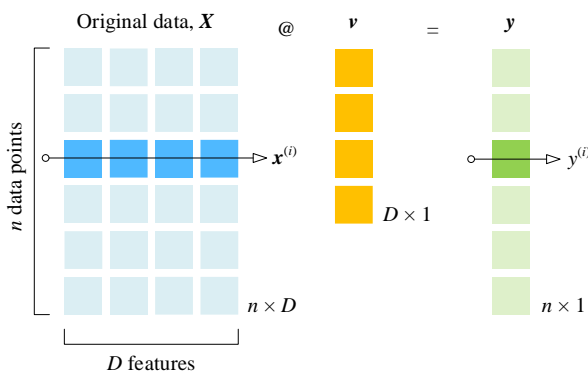 Original data, X @ v = y
n data points
x^(i)
y^(i)
D × 1
n × D
n × 1
D features